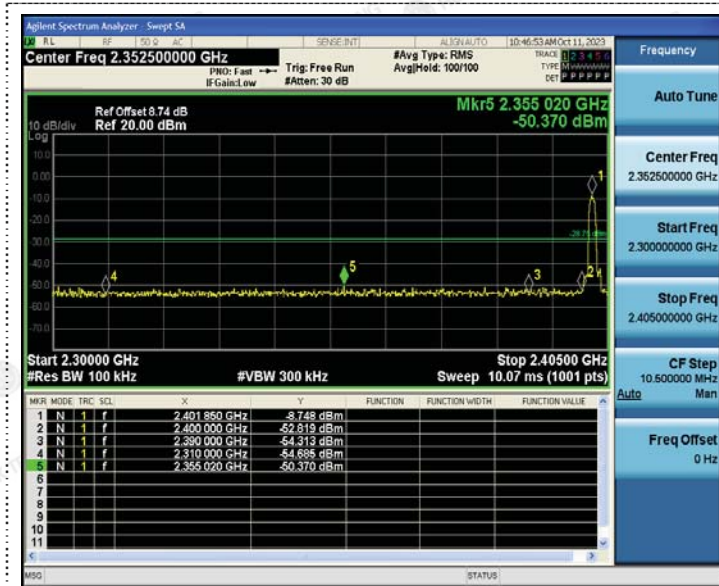 Agilent Spectrum Analyzer - Swept SA
RL RF 50 Ω AC SENSE:INT ALIGN AUTO 10:46:53 AM Oct 11, 2023
Center Freq 2.352500000 GHz
PNO: Fast
IFGain:Low
Trig: Free Run
#Atten: 30 dB
#Avg Type: RMS
Avg|Hold: 100/100
TRACE 1 2 3 4 5 6
TYPE
DET P P P P P P
Ref Offset 8.74 dB
Ref 20.00 dBm
10 dB/div
Log
Mkr5 2.355 020 GHz
-50.370 dBm
10.0
0.00
-10.0
-20.0
-30.0
-40.0
-50.0
-60.0
-70.0
1
2
3
4
5
Start 2.30000 GHz
Stop 2.40500 GHz
#Res BW 100 kHz #VBW 300 kHz Sweep 10.07 ms (1001 pts)
MKR MODE TRC SCL X Y FUNCTION FUNCTION WIDTH FUNCTION VALUE
1 N 1 f 2.401 850 GHz -8.748 dBm
2 N 1 f 2.400 000 GHz -52.819 dBm
3 N 1 f 2.390 000 GHz -54.313 dBm
4 N 1 f 2.310 000 GHz -54.685 dBm
5 N 1 f 2.355 020 GHz -50.370 dBm
6
7
8
9
10
11
MSG STATUS
Frequency
Auto Tune
Center Freq
2.352500000 GHz
Start Freq
2.300000000 GHz
Stop Freq
2.405000000 GHz
CF Step
10.500000 MHz
Auto Man
Freq Offset
0 Hz